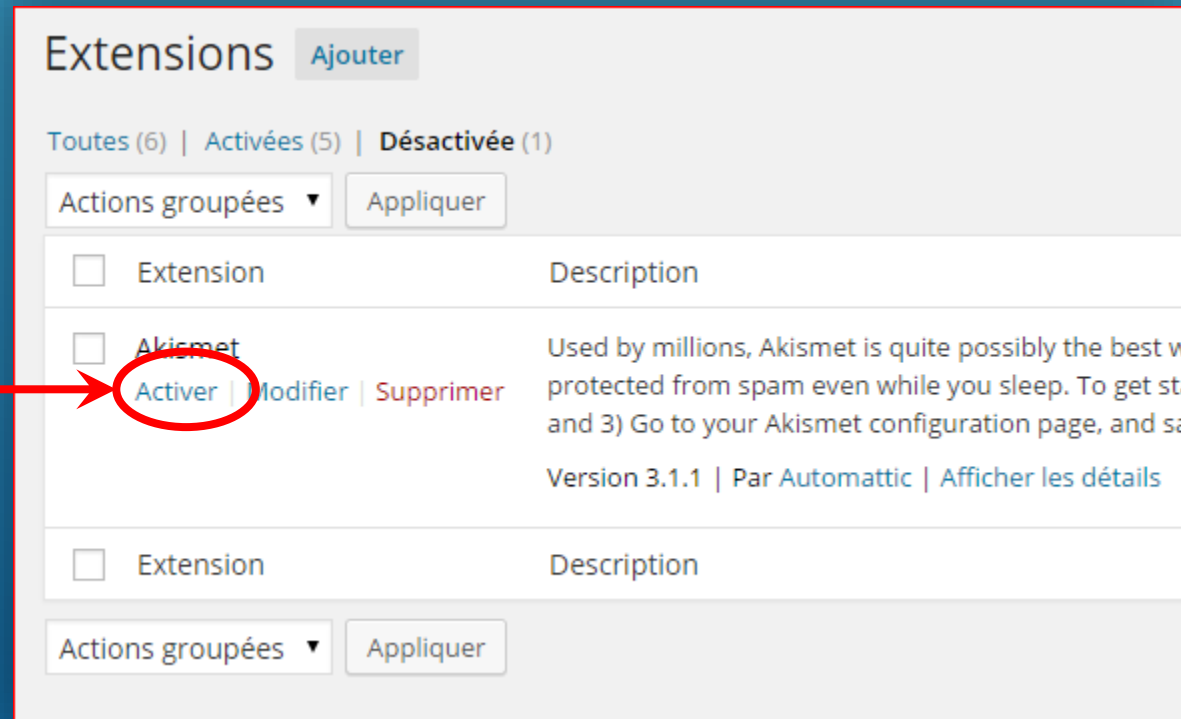 Extensions Ajouter
Toutes (6) | Activées (5) | Désactivée (1)
Actions groupées Appliquer
Extension Description
Akismet Used by millions, Akismet is quite possibly the best
Activer | Modifier | Supprimer protected from spam even while you sleep. To get
and 3) Go to your Akismet configuration page, and
Version 3.1.1 | Par Automattic | Afficher les détails
Extension Description
Actions groupées Appliquer